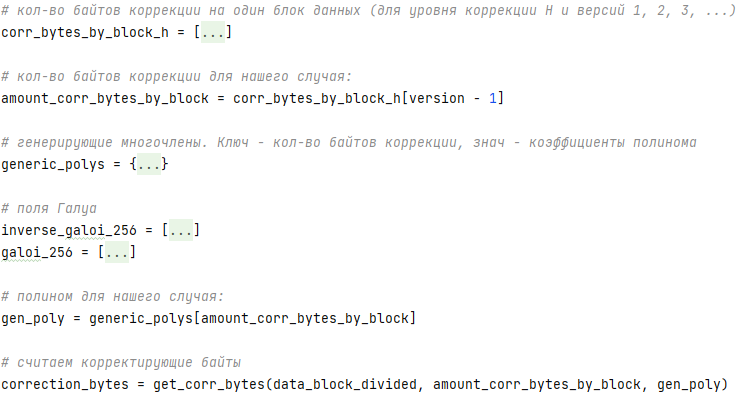 # кол-во байтов коррекции на один блок данных (для уровня коррекции H и версий 1, 2, 3, ...)
corr_bytes_by_block_h = [...]
# кол-во байтов коррекции для нашего случая:
amount_corr_bytes_by_block = corr_bytes_by_block_h[version - 1]
# генерирующие многочлены. Ключ - кол-во байтов коррекции, знач - коэффициенты полинома
generic_polys = {...}
# поля Галуа
inverse_galoi_256 = [...]
galoi_256 = [...]
# полином для нашего случая:
gen_poly = generic_polys[amount_corr_bytes_by_block]
# считаем корректирующие байты
correction_bytes = get_corr_bytes(data_block_divided, amount_corr_bytes_by_block, gen_poly)